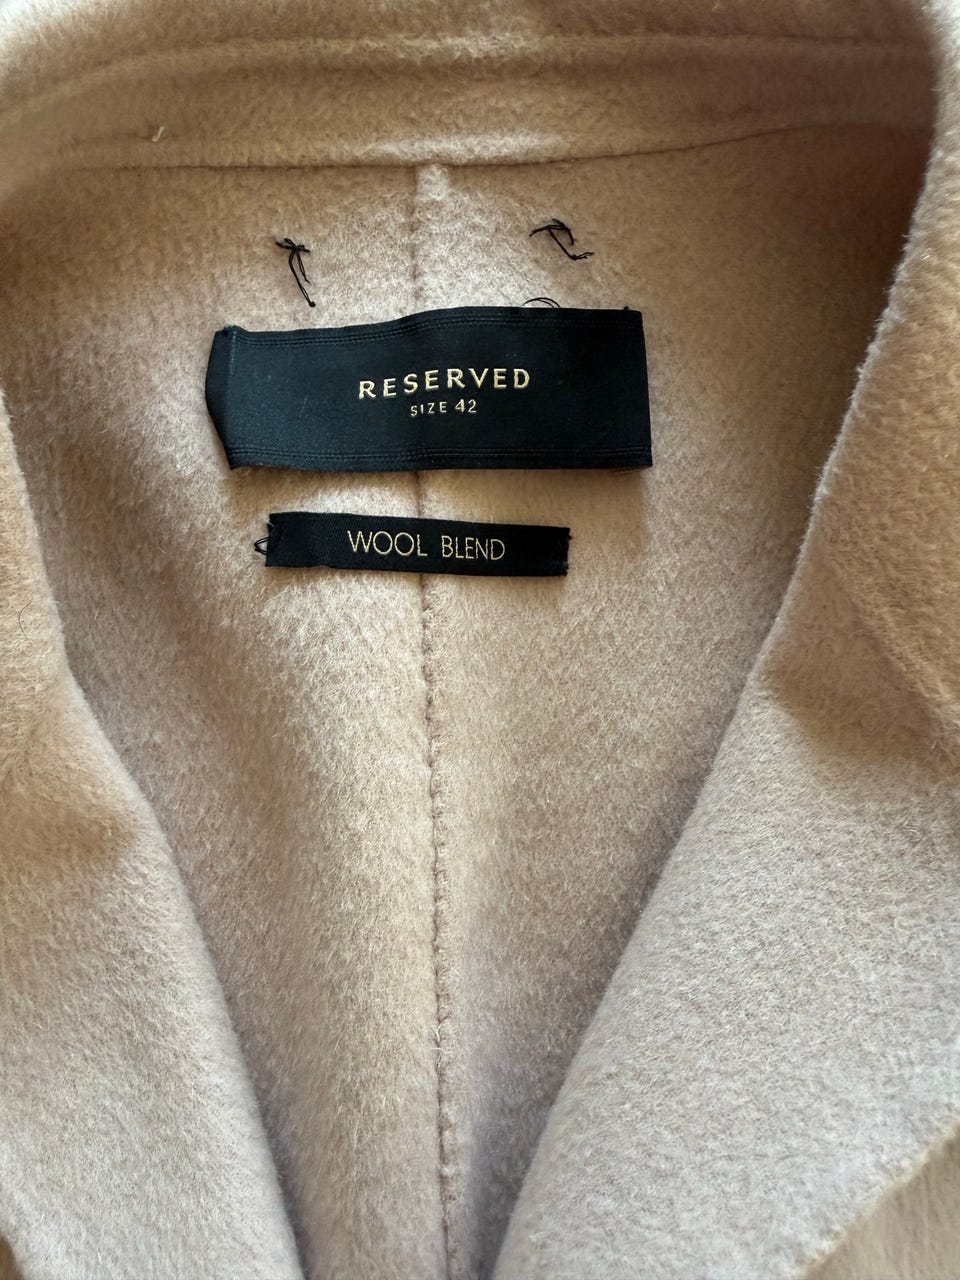 RESERVED
SIZE 42
WOOL BLEND